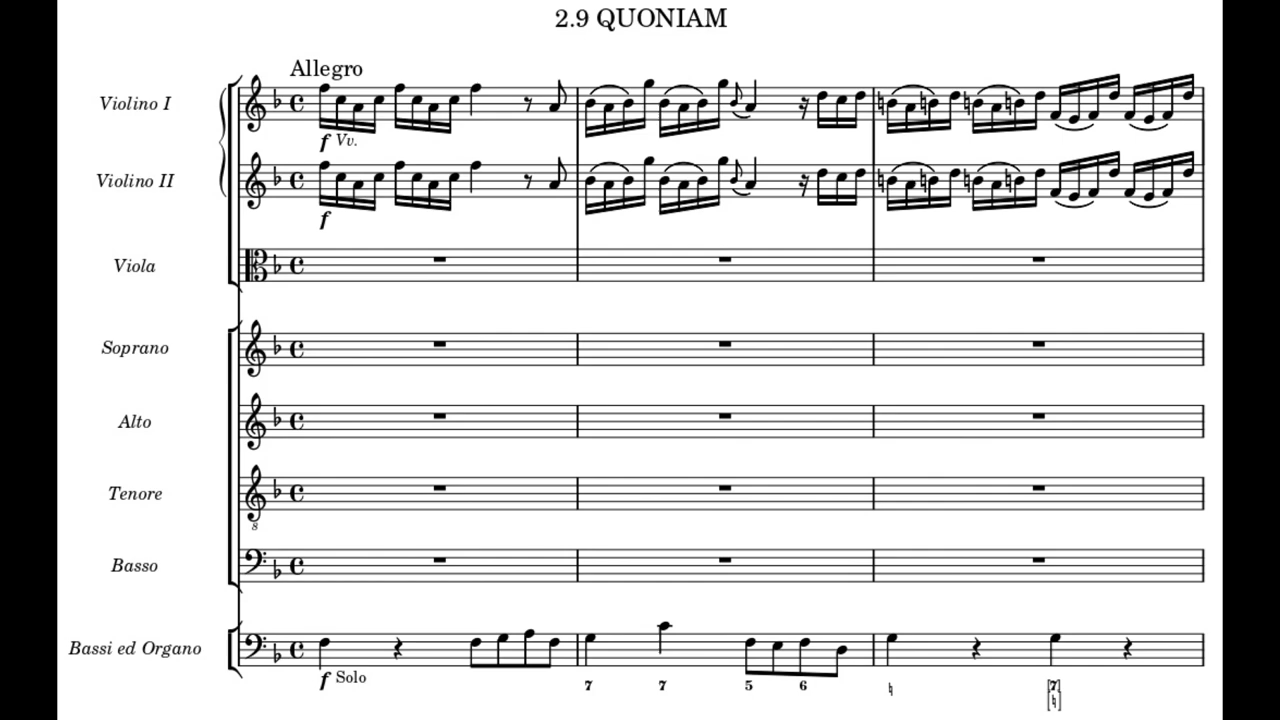 2.9 QUONIAM
Allegro
Violino I
f Vv.
Violino II
f
Viola
Soprano
Alto
Tenore
8
Basso
Bassi ed Organo
f Solo
7 7 5 6 ♮ [7
♮]